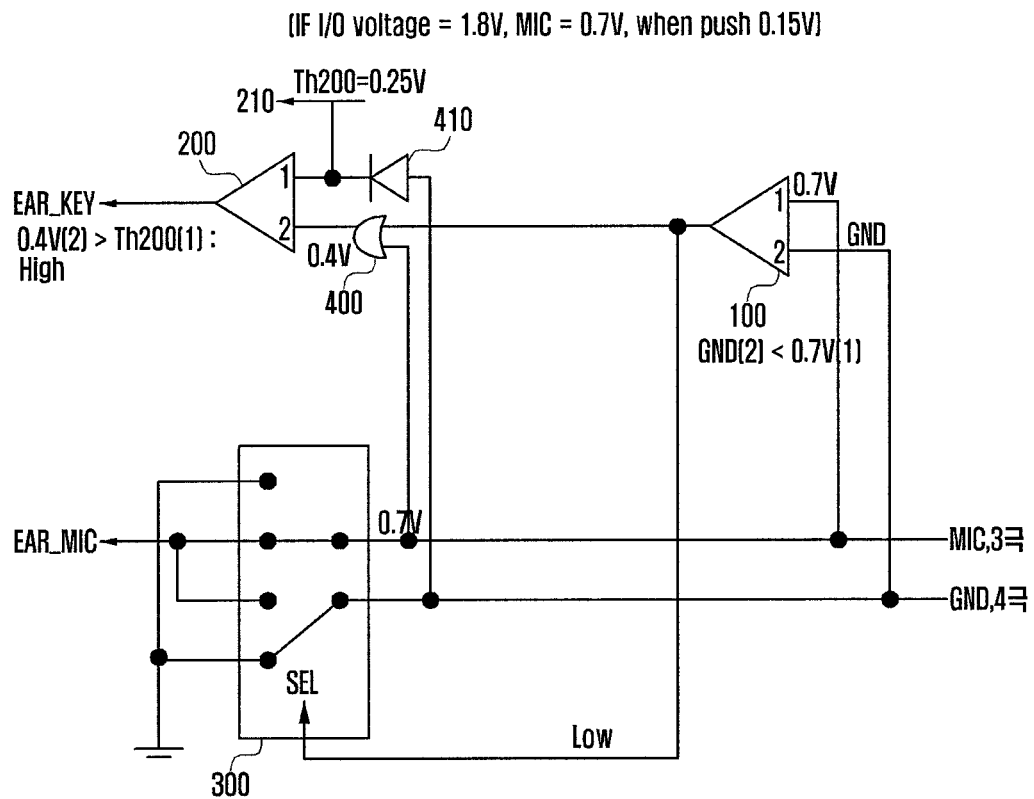 (IF I/O voltage = 1.8V, MIC = 0.7V, when push 0.15V)
Th200=0.25V
210
410
200
1
2
EAR_KEY
0.4V(2) > Th200(1) :
High
0.4V
400
0.7V
1
2
GND
100
GND(2) < 0.7V(1)
0.7V
EAR_MIC
MIC,3극
GND,4극
SEL
Low
300